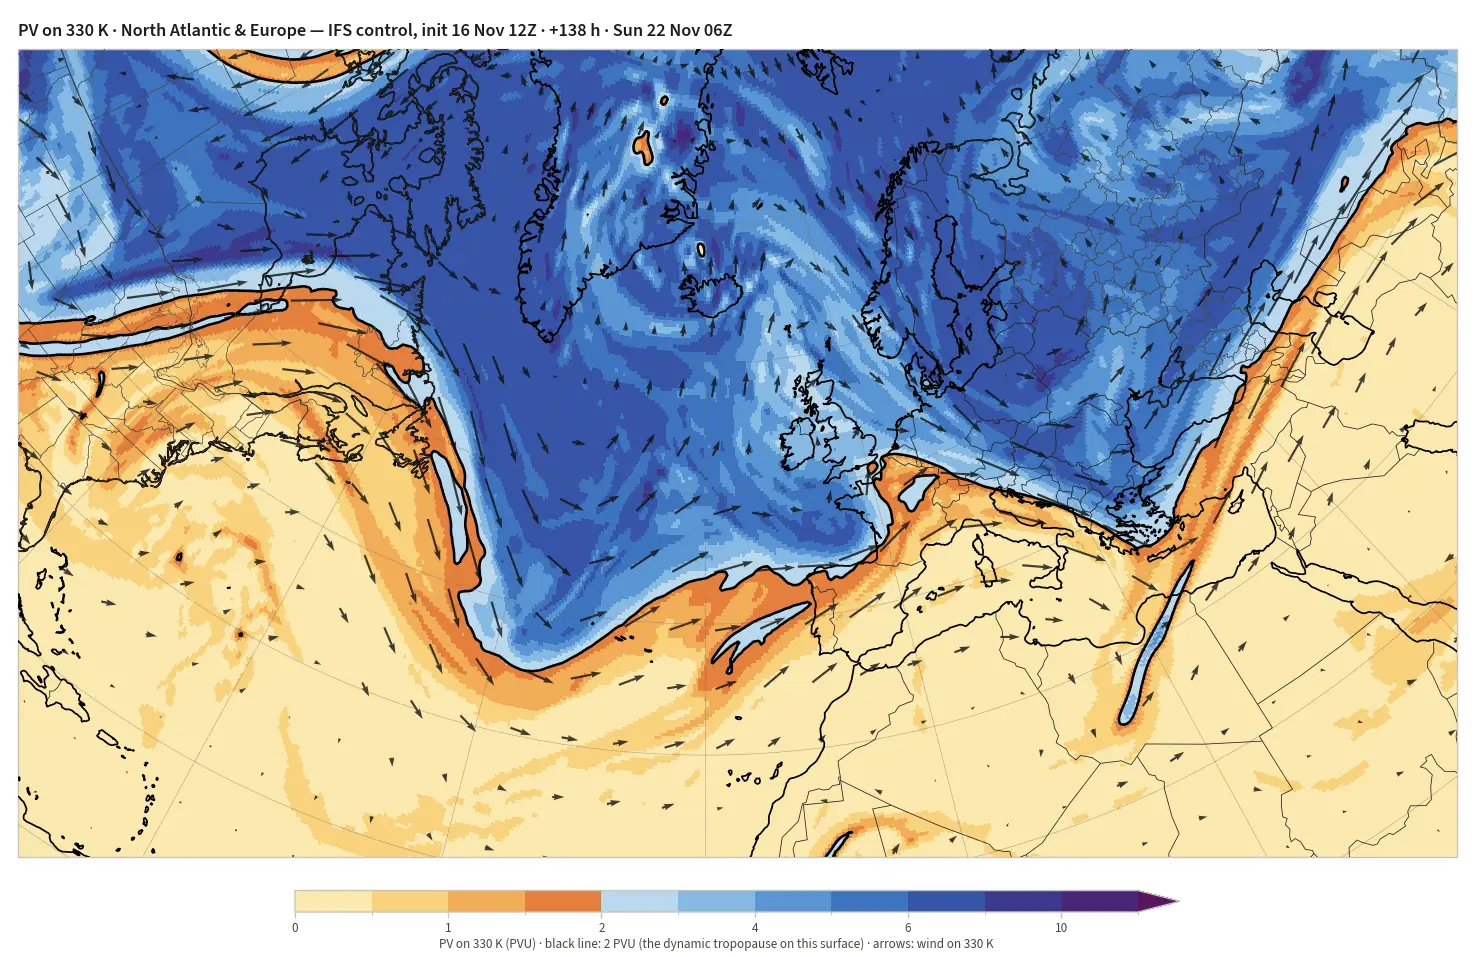 PV on 330 K · North Atlantic & Europe — IFS control, init 16 Nov 12Z · +138 h · Sun 22 Nov 06Z
0 1 2 4 6 10
PV on 330 K (PVU) · black line: 2 PVU (the dynamic tropopause on this surface) · arrows: wind on 330 K